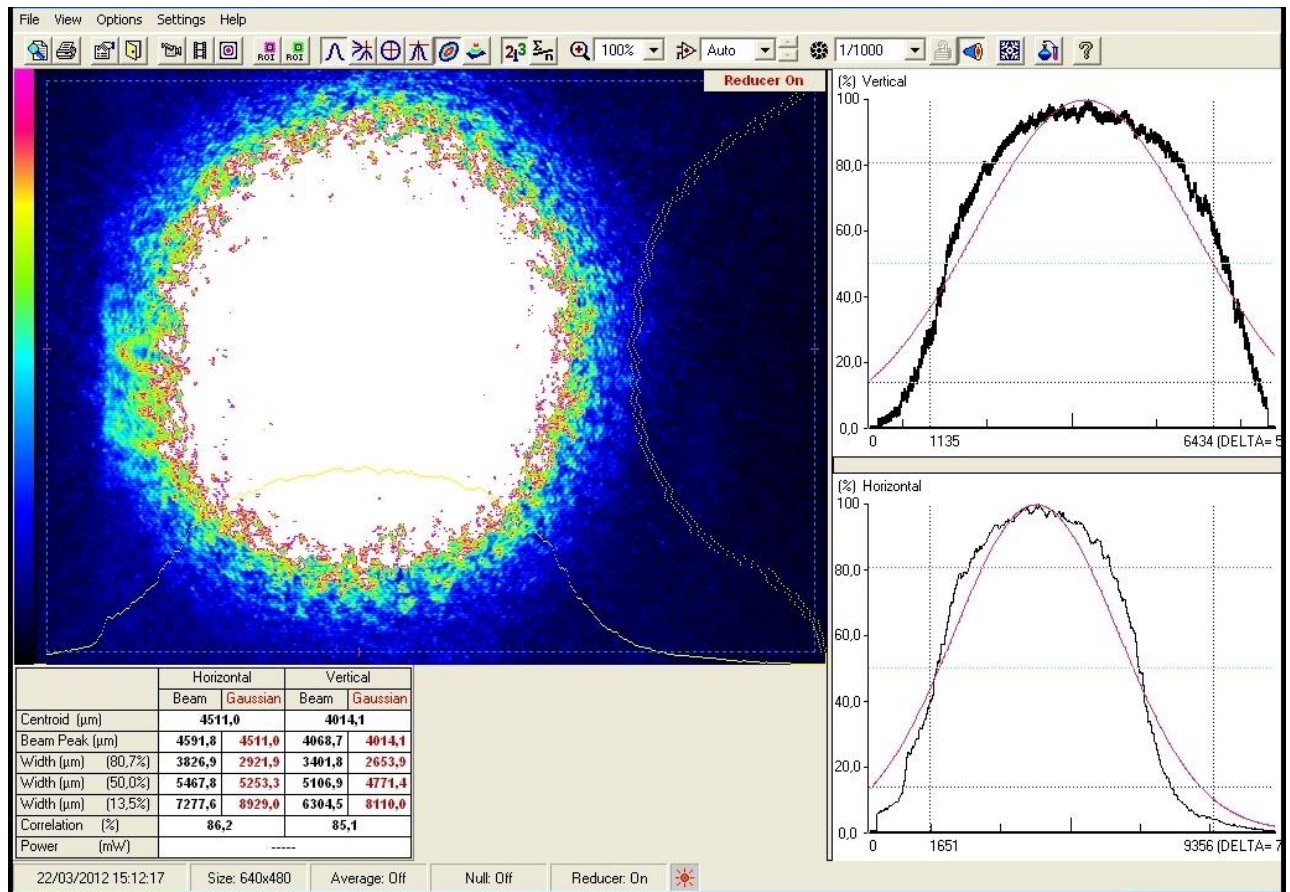 File View Options Settings Help
ROI ROI 2¡3 Σn 100% Auto 1/1000 ?
Reducer On
(%) Vertical
100
80,0
60,0
40,0
20,0
0,0
0 1135 6434 (DELTA= 5
(%) Horizontal
100
80,0
60,0
40,0
20,0
0,0
0 1651 9356 (DELTA= 7
Horizontal Vertical
Beam Gaussian Beam Gaussian
Centroid (µm) 4511,0 4014,1
Beam Peak (µm) 4591,8 4511,0 4068,7 4014,1
Width (µm) (80,7%) 3826,9 2921,9 3401,8 2653,9
Width (µm) (50,0%) 5467,8 5253,3 5106,9 4771,4
Width (µm) (13,5%) 7277,6 8929,0 6304,5 8110,0
Correlation (%) 86,2 85,1
Power (mW) -----
22/03/2012 15:12:17 Size: 640x480 Average: Off Null: Off Reducer: On